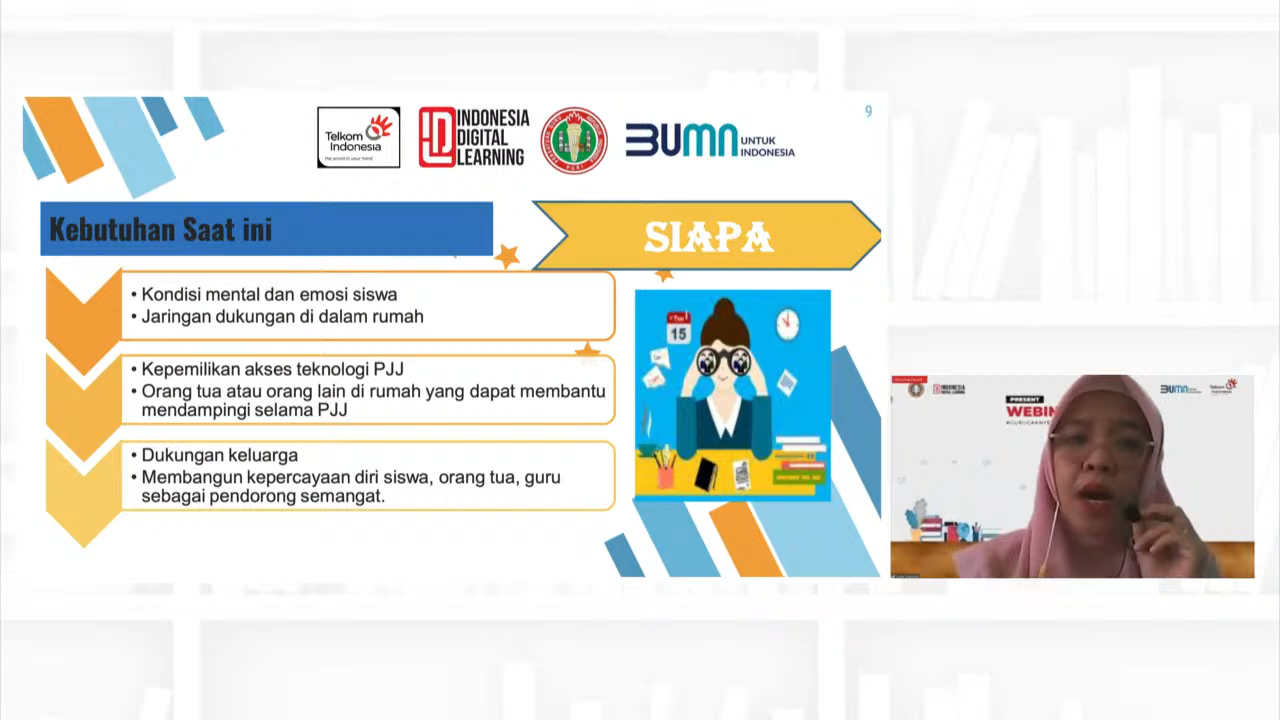 9
Telkom
Indonesia
the world in your hand
INDONESIA
DIGITAL
LEARNING
BUMN
UNTUK
INDONESIA
Kebutuhan Saat ini
SIAPA
• Kondisi mental dan emosi siswa
• Jaringan dukungan di dalam rumah
• Kepemilikan akses teknologi PJJ
• Orang tua atau orang lain di rumah yang dapat membantu
mendampingi selama PJJ
• Dukungan keluarga
• Membangun kepercayaan diri siswa, orang tua, guru
sebagai pendorong semangat.
15
INDONESIA
DIGITAL LEARNING
PRESENT
WEBIN
BUMN
Telkom